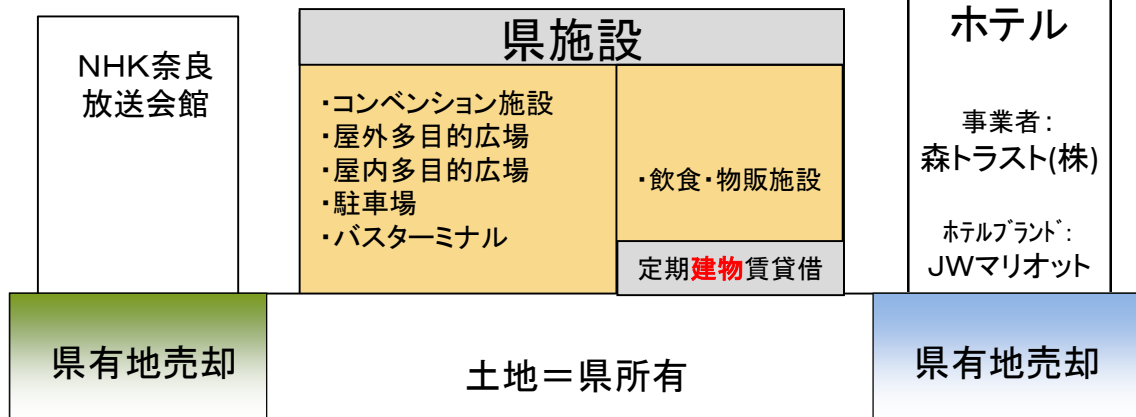 NHK奈良
放送会館
県施設
・コンベンション施設
・屋外多目的広場
・屋内多目的広場
・駐車場
・バスターミナル
・飲食・物販施設
定期建物賃貸借
ホテル
事業者：
森トラスト(株)
ﾎﾃﾙﾌﾞﾗﾝﾄﾞ：
JWマリオット
県有地売却
土地＝県所有
県有地売却